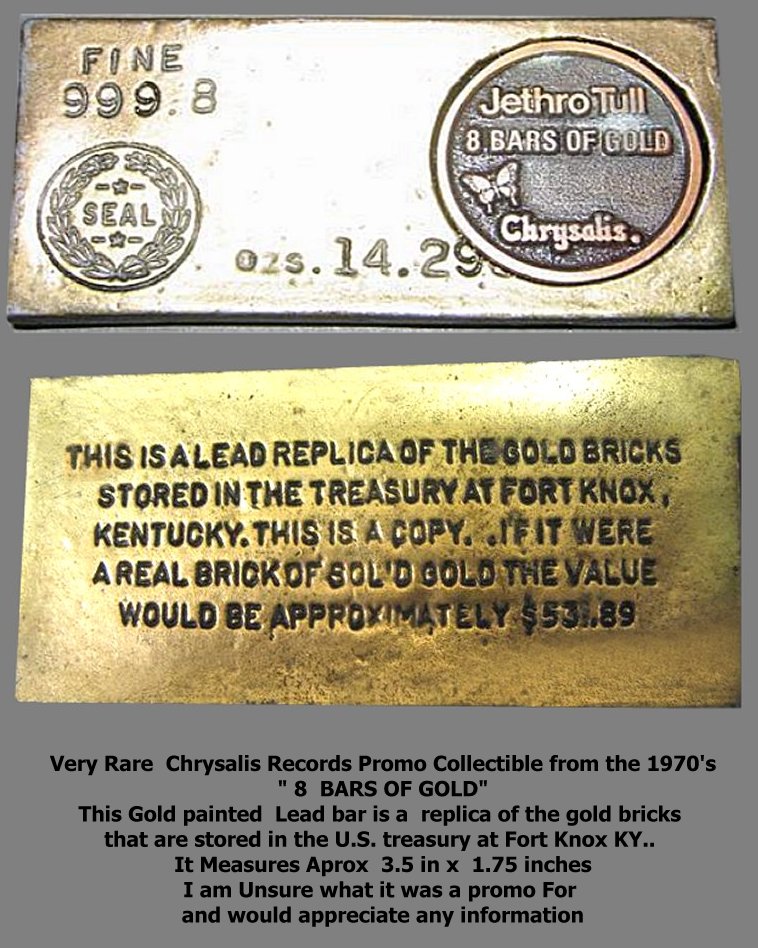 FINE
999.8
SEAL
ozs. 14.29
Jethro Tull
8 BARS OF GOLD
Chrysalis.
THIS IS A LEAD REPLICA OF THE GOLD BRICKS
STORED IN THE TREASURY AT FORT KNOX,
KENTUCKY. THIS IS A COPY. .IF IT WERE
A REAL BRICK OF SOL'D GOLD THE VALUE
WOULD BE APPROXIMATELY $531.89
Very Rare Chrysalis Records Promo Collectible from the 1970's
" 8 BARS OF GOLD"
This Gold painted Lead bar is a replica of the gold bricks
that are stored in the U.S. treasury at Fort Knox KY..
It Measures Aprox 3.5 in x 1.75 inches
I am Unsure what it was a promo For
and would appreciate any information